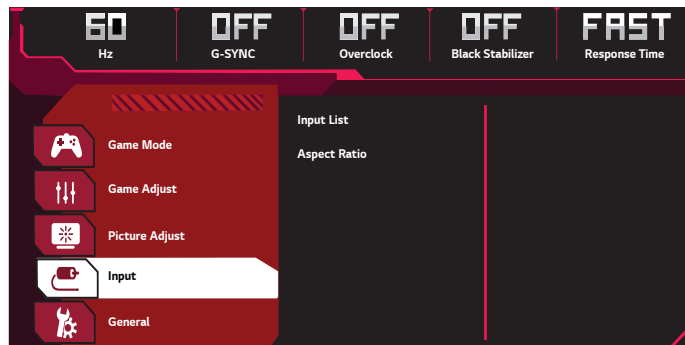 60 OFF OFF OFF FAST
Hz G-SYNC Overclock Black Stabilizer Response Time
Input List
Game Mode
Aspect Ratio
Game Adjust
Picture Adjust
Input
General